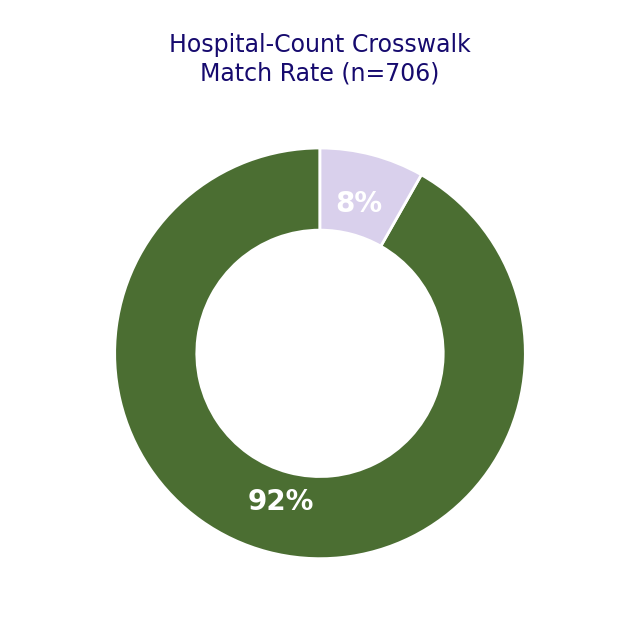 Hospital-Count Crosswalk
Match Rate (n=706)
8%
92%